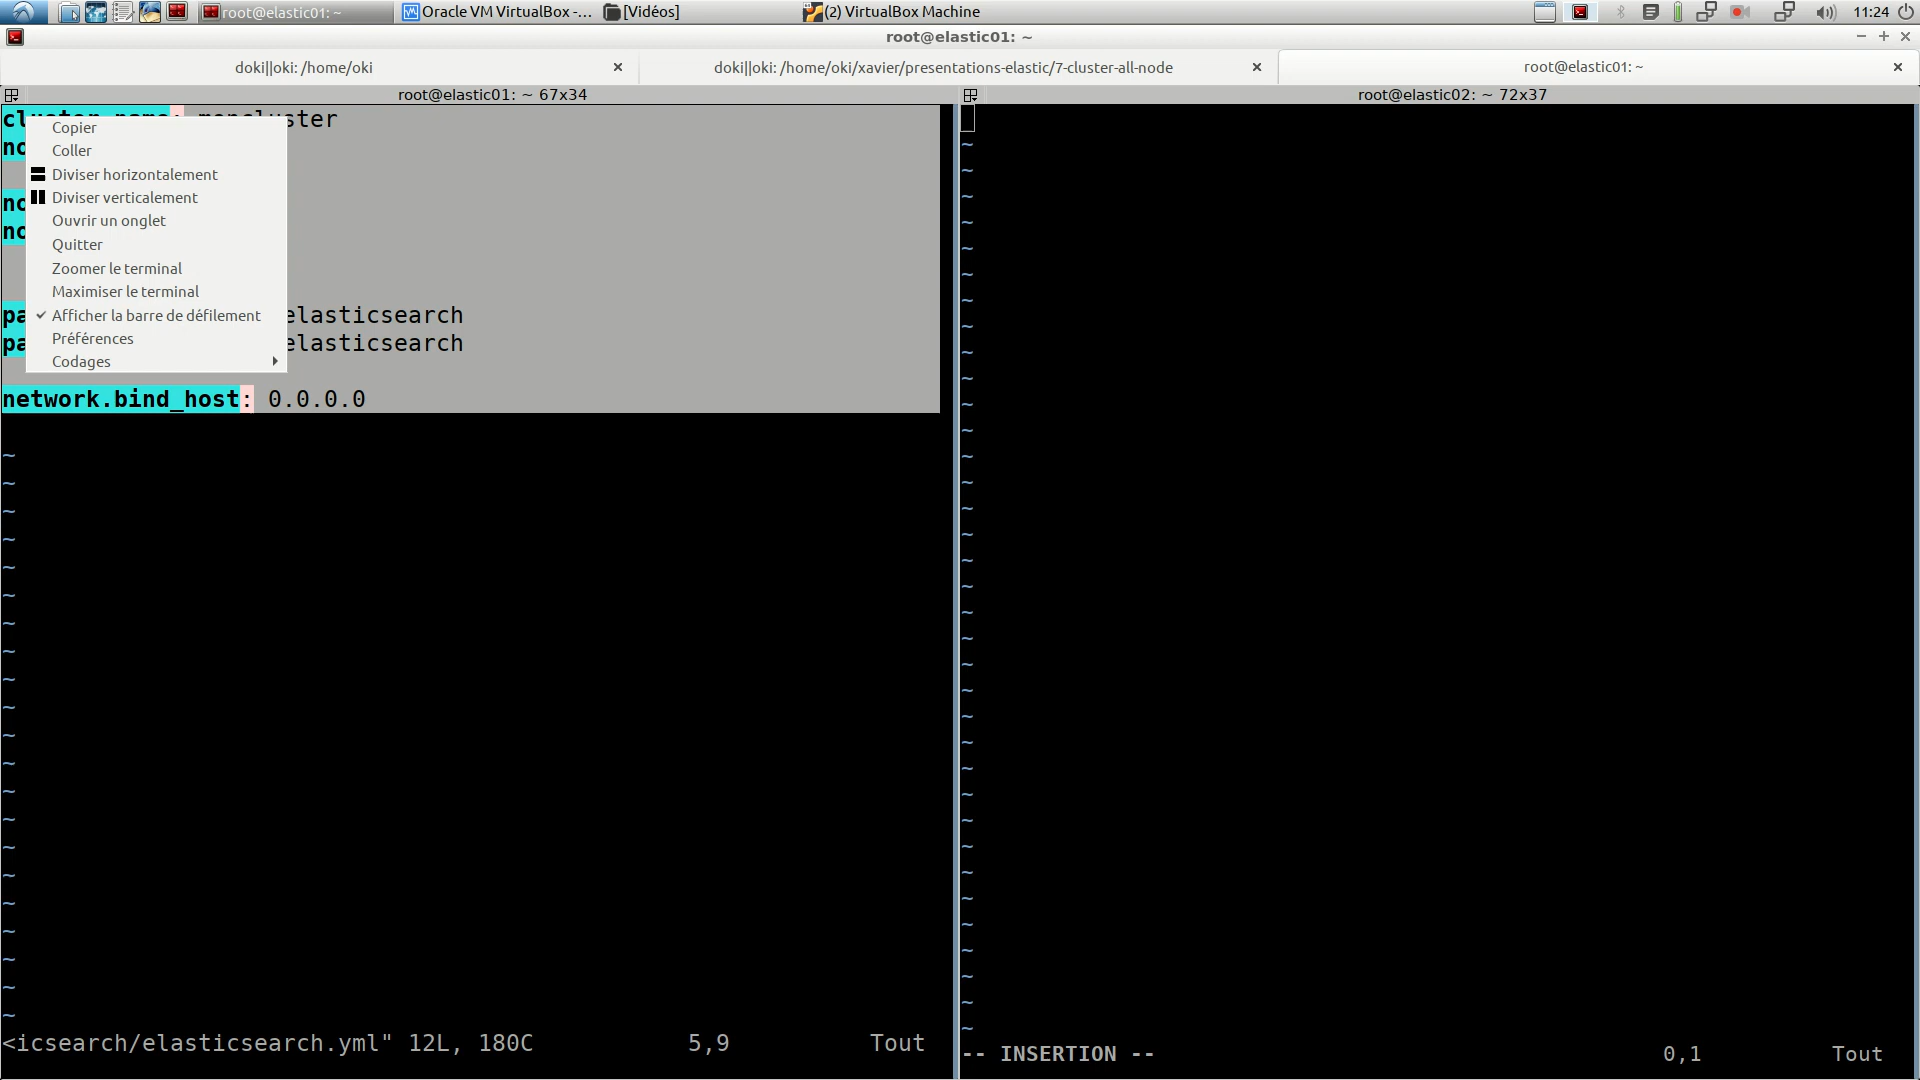 root@elastic01: ~
Oracle VM VirtualBox -...
[Vidéos]
(2) VirtualBox Machine
11:24
root@elastic01: ~
doki||oki: /home/oki
doki||oki: /home/oki/xavier/presentations-elastic/7-cluster-all-node
root@elastic01: ~
root@elastic01: ~ 67x34
root@elastic02: ~ 72x37
moncluster
Copier
Coller
Diviser horizontalement
Diviser verticalement
Ouvrir un onglet
Quitter
Zoomer le terminal
Maximiser le terminal
Afficher la barre de défilement
Préférences
Codages
elasticsearch
elasticsearch
network.bind_host: 0.0.0.0
<icsearch/elasticsearch.yml" 12L, 180C 5,9 Tout
-- INSERTION -- 0,1 Tout